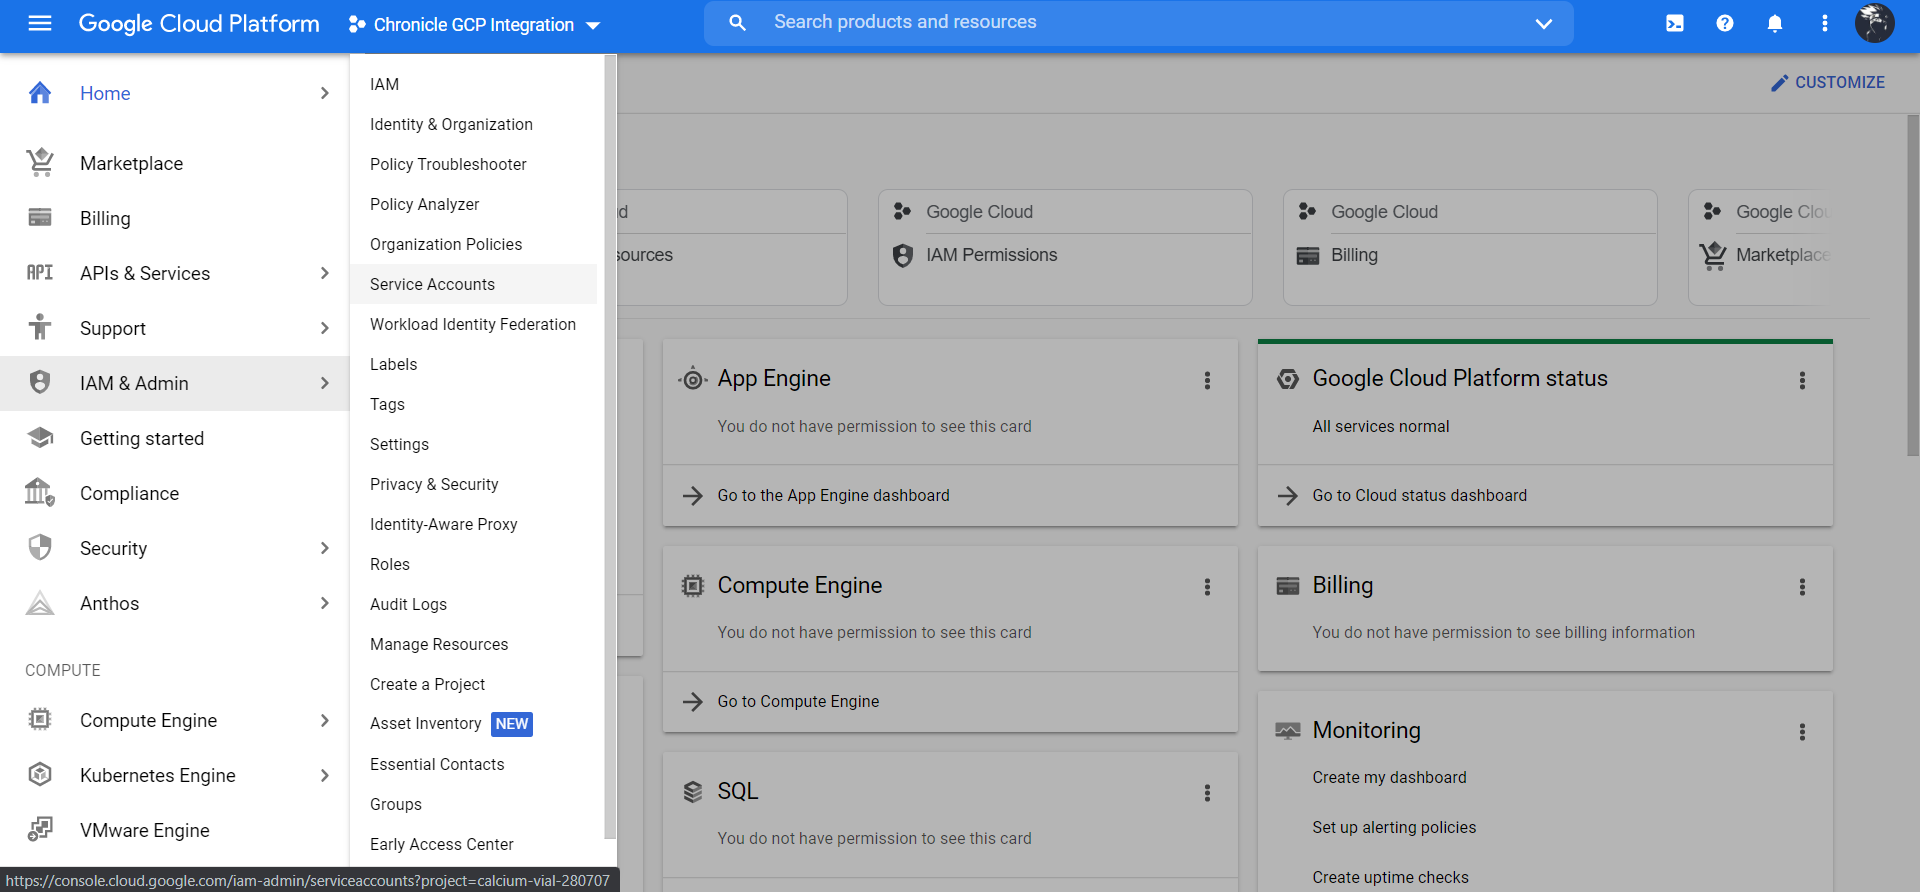 Google Cloud Platform
Chronicle GCP Integration
Search products and resources
Home
Marketplace
Billing
API APIs & Services
Support
IAM & Admin
Getting started
Compliance
Security
Anthos
COMPUTE
Compute Engine
Kubernetes Engine
VMware Engine
IAM
Identity & Organization
Policy Troubleshooter
Policy Analyzer
Organization Policies
Service Accounts
Workload Identity Federation
Labels
Tags
Settings
Privacy & Security
Identity-Aware Proxy
Roles
Audit Logs
Manage Resources
Create a Project
Asset Inventory NEW
Essential Contacts
Groups
Early Access Center
CUSTOMIZE
Google Cloud
IAM Permissions
Google Cloud
Billing
Google Clou
Marketplace
App Engine
You do not have permission to see this card
Go to the App Engine dashboard
Compute Engine
You do not have permission to see this card
Go to Compute Engine
SQL
You do not have permission to see this card
Google Cloud Platform status
All services normal
Go to Cloud status dashboard
Billing
You do not have permission to see billing information
Monitoring
Create my dashboard
Set up alerting policies
Create uptime checks
https://console.cloud.google.com/iam-admin/serviceaccounts?project=calcium-vial-280707